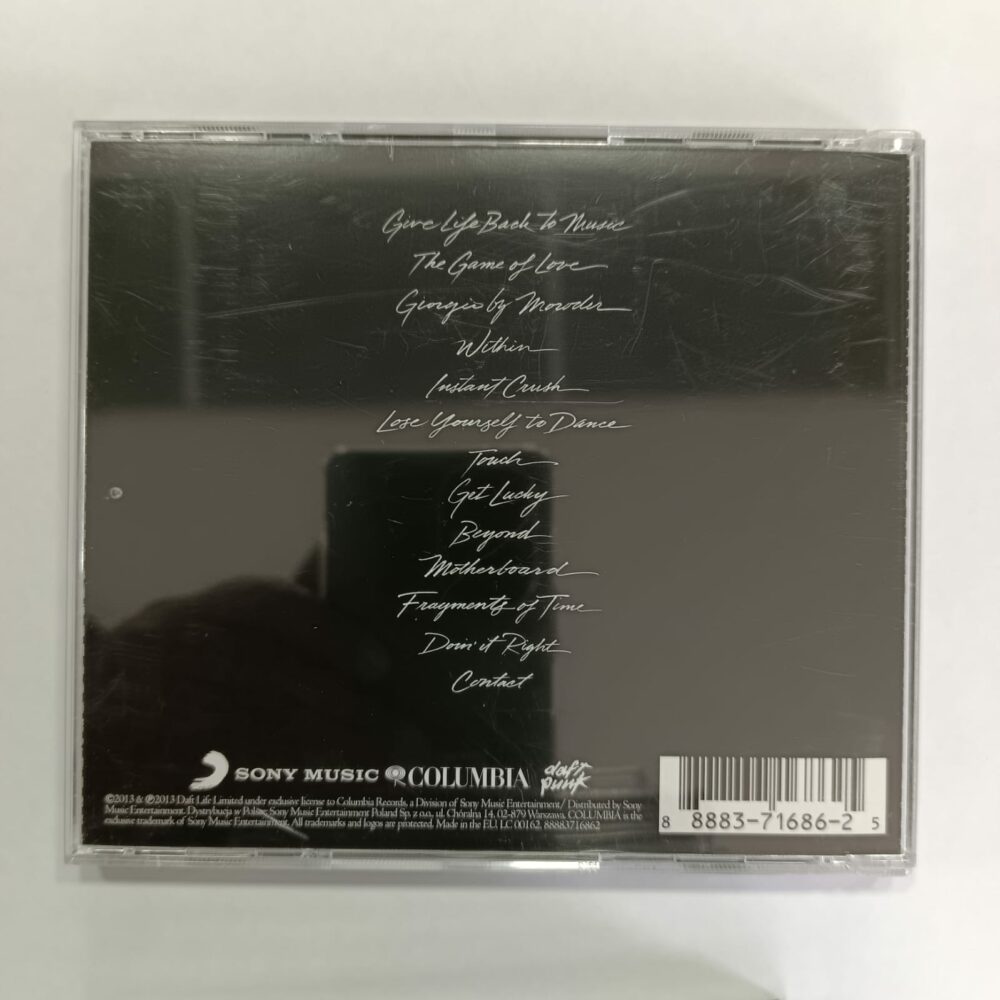 Give Life Back to Music
The Game of Love
Giorgio by Moroder
Within
Instant Crush
Lose Yourself to Dance
Touch
Get Lucky
Beyond
Motherboard
Fragments of Time
Doin' it Right
Contact
SONY MUSIC COLUMBIA daft punk
©2013 & ℗2013 Daft Life Limited under exclusive license to Columbia Records, a Division of Sony Music Entertainment/ Distributed by Sony
Music Entertainment. Dystrybucja w Polsce: Sony Music Entertainment Poland Sp. z o.o., ul. Chóralna 14, 02-879 Warszawa. COLUMBIA is the
exclusive trademark of Sony Music Entertainment. All trademarks and logos are protected. Made in the EU. LC 00162. 88883716862
8 8883-71686-2 5